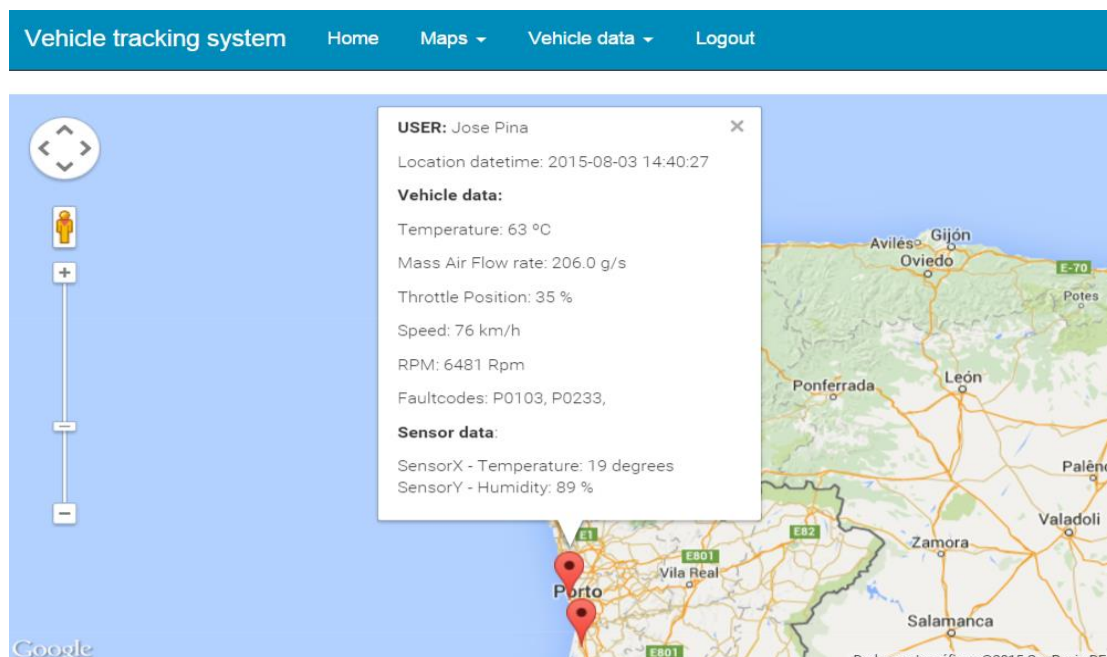 Vehicle tracking system Home Maps Vehicle data Logout
USER: Jose Pina ×
Location datetime: 2015-08-03 14:40:27
Vehicle data:
Temperature: 63 ºC
Mass Air Flow rate: 206.0 g/s
Throttle Position: 35 %
Speed: 76 km/h
RPM: 6481 Rpm
Faultcodes: P0103, P0233,
Sensor data:
SensorX - Temperature: 19 degrees
SensorY - Humidity: 89 %
Avilés
Gijón
Oviedo
E-70
Potes
Ponferrada
León
Palên
Valadoli
E1
E82
Zamora
E801
Vila Real
Porto
Salamanca
E801
Google